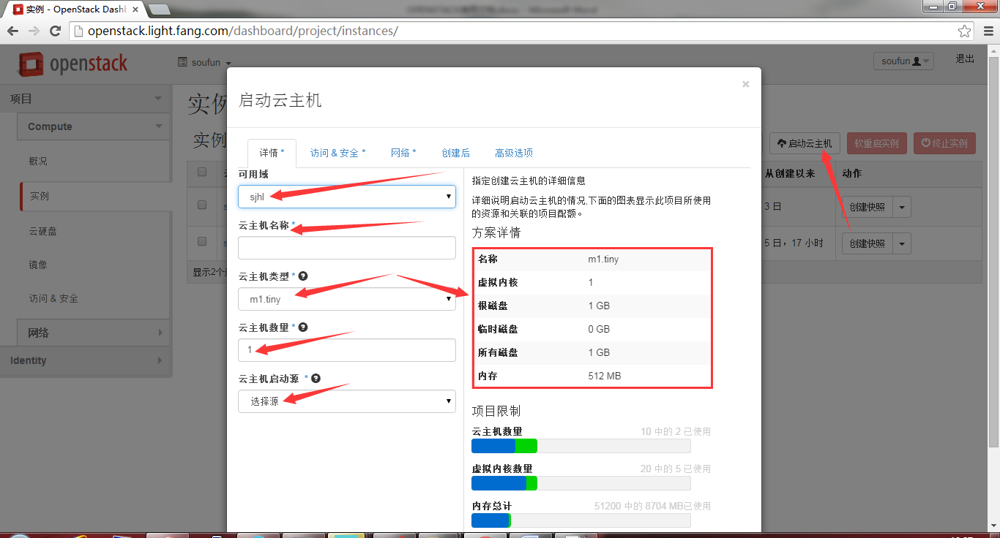 实例 - OpenStack Dashb
openstack.light.fang.com/dashboard/project/instances/
openstack
soufun
soufun
退出
项目
Compute
概况
实例
云硬盘
镜像
访问 & 安全
网络
Identity
实例
实例
启动云主机
软重启实例
终止实例
从创建以来
动作
3 日
创建快照
5 日，17 小时
创建快照
显示2个
启动云主机
×
详情 *
访问 & 安全 *
网络 *
创建后
高级选项
可用域
sjhl
云主机名称 *
云主机类型 *
m1.tiny
云主机数量 *
1
云主机启动源 *
选择源
指定创建云主机的详细信息
详细说明启动云主机的情况,下面的图表显示此项目所使用
的资源和关联的项目配额。
方案详情
名称 m1.tiny
虚拟内核 1
根磁盘 1 GB
临时磁盘 0 GB
所有磁盘 1 GB
内存 512 MB
项目限制
云主机数量 10 中的 2 已使用
虚拟内核数量 20 中的 5 已使用
内存总计 51200 中的 8704 MB已使用